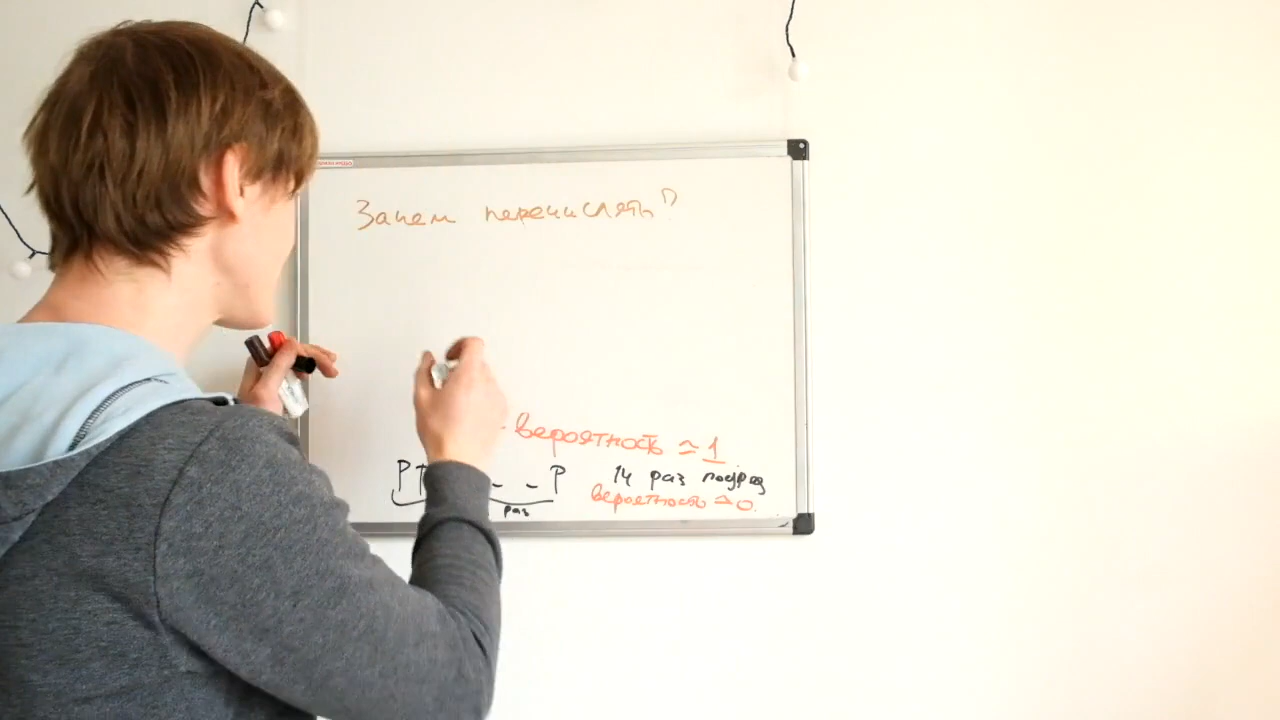 Зачем перечислять?
вероятность ≃ 1
Р Р - - Р 14 раз подряд
раз вероятность ≃ 0.